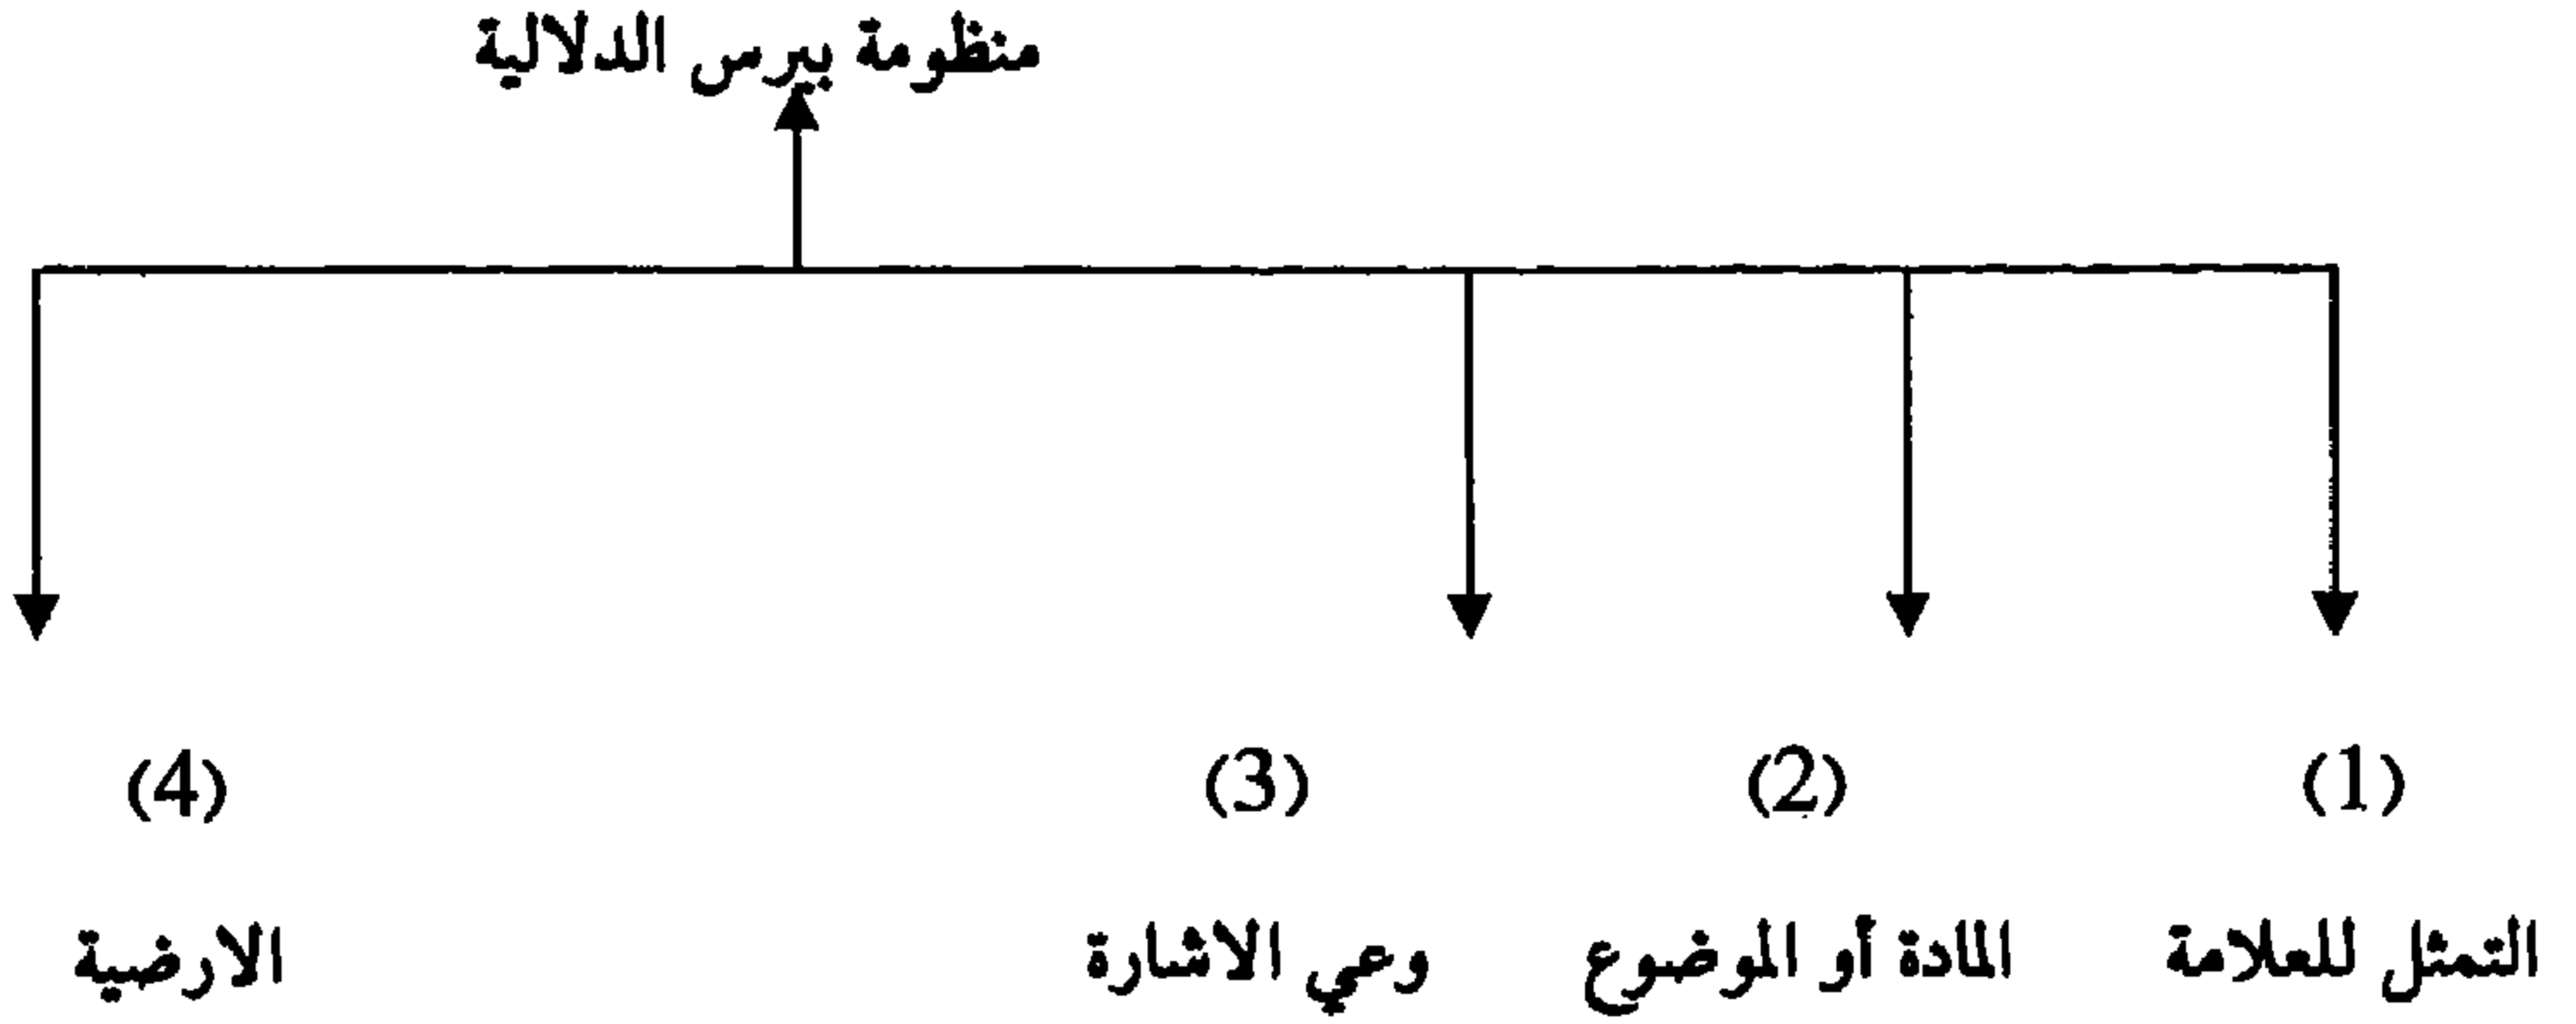 منظومة بيرس الدلالية
(1) (2) (3) (4)
التمثل للعلامة المادة أو الموضوع وعي الاشارة الارضية